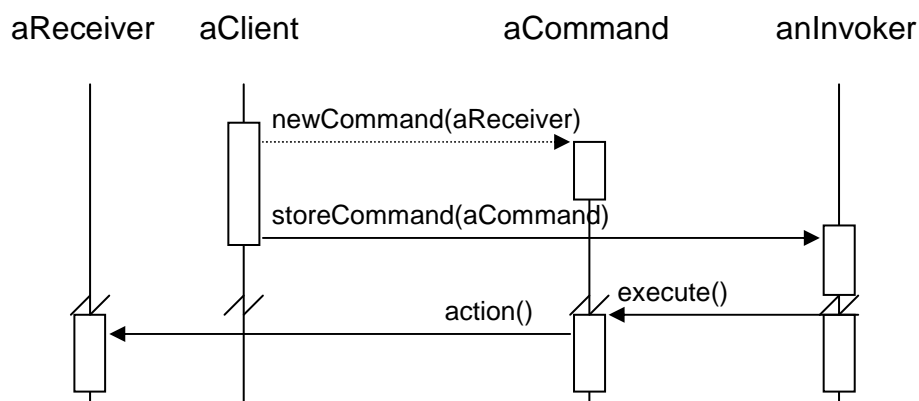 aReceiver aClient aCommand anInvoker
newCommand(aReceiver)
storeCommand(aCommand)
execute()
action()